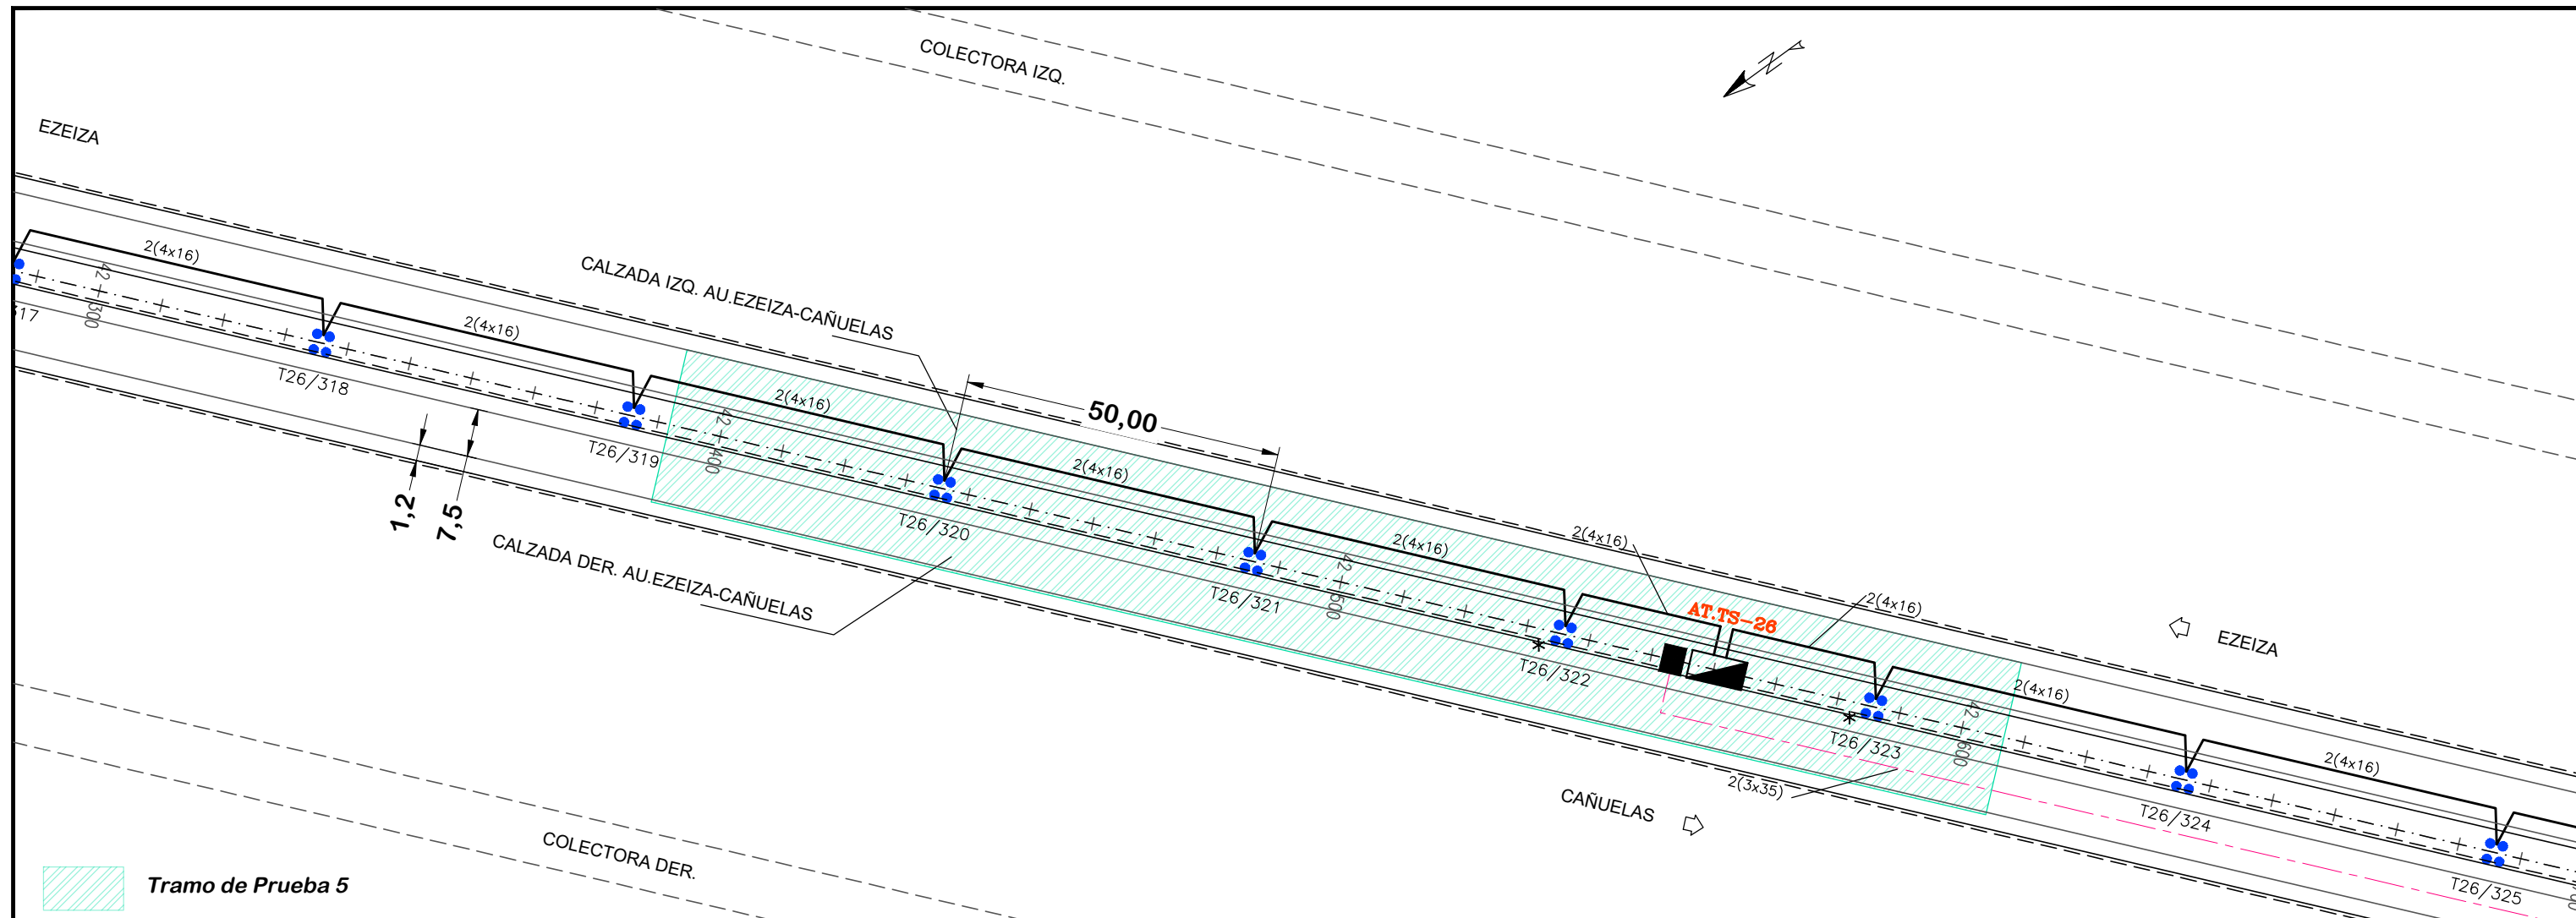 COLECTORA IZQ.
N
EZEIZA
2(4x16)
42
300
317
2(4x16)
T26/318
CALZADA IZQ. AU.EZEIZA-CAÑUELAS
2(4x16)
42
400
T26/319
50,00
2(4x16)
T26/320
1,2
7,5
CALZADA DER. AU.EZEIZA-CAÑUELAS
2(4x16)
42
500
T26/321
2(4x16)
AT.TS-26
2(4x16)
T26/322
EZEIZA
2(4x16)
42
600
T26/323
2(3x35)
CAÑUELAS
2(4x16)
T26/324
T26/325
COLECTORA DER.
Tramo de Prueba 5